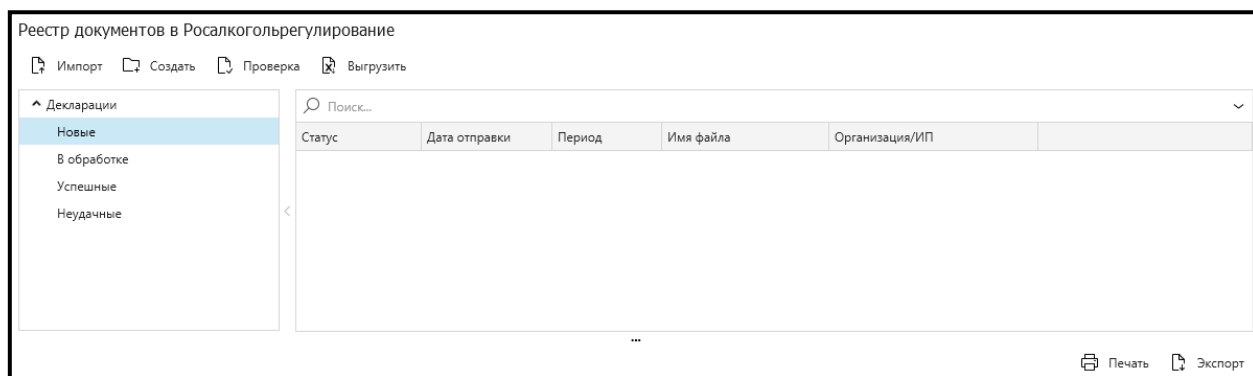 Реестр документов в Росалкогольрегулирование
Импорт Создать Проверка Выгрузить
Декларации
Новые
В обработке
Успешные
Неудачные
Поиск...
Статус Дата отправки Период Имя файла Организация/ИП
...
Печать Экспорт